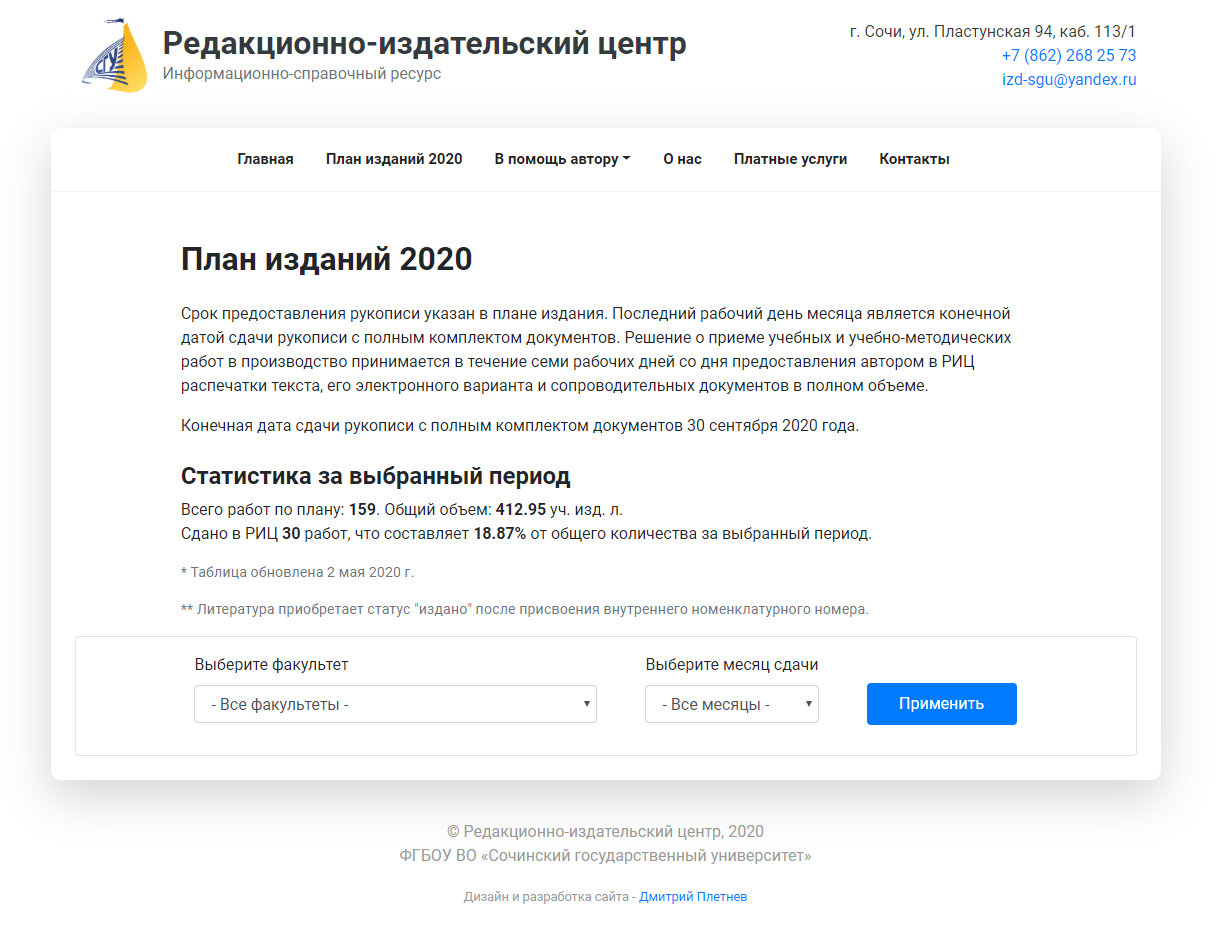 СГУ
Редакционно-издательский центр
Информационно-справочный ресурс
г. Сочи, ул. Пластунская 94, каб. 113/1
+7 (862) 268 25 73
izd-sgu@yandex.ru
Главная План изданий 2020 В помощь автору О нас Платные услуги Контакты
План изданий 2020
Срок предоставления рукописи указан в плане издания. Последний рабочий день месяца является конечной
датой сдачи рукописи с полным комплектом документов. Решение о приеме учебных и учебно-методических
работ в производство принимается в течение семи рабочих дней со дня предоставления автором в РИЦ
распечатки текста, его электронного варианта и сопроводительных документов в полном объеме.
Конечная дата сдачи рукописи с полным комплектом документов 30 сентября 2020 года.
Статистика за выбранный период
Всего работ по плану: 159. Общий объем: 412.95 уч. изд. л.
Сдано в РИЦ 30 работ, что составляет 18.87% от общего количества за выбранный период.
* Таблица обновлена 2 мая 2020 г.
** Литература приобретает статус "издано" после присвоения внутреннего номенклатурного номера.
Выберите факультет Выберите месяц сдачи
- Все факультеты - - Все месяцы - Применить
© Редакционно-издательский центр, 2020
ФГБОУ ВО «Сочинский государственный университет»
Дизайн и разработка сайта - Дмитрий Плетнев